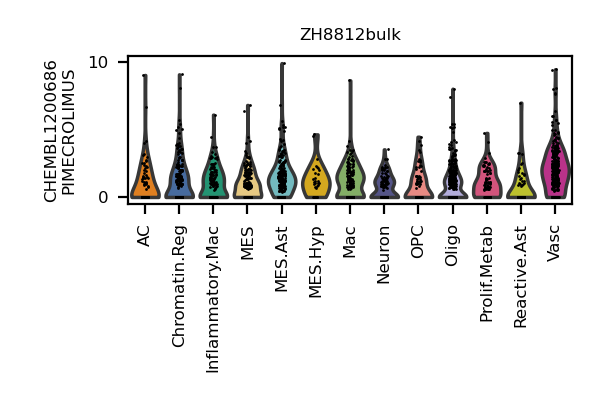 ZH8812bulk
CHEMBL1200686
PIMECROLIMUS
10
0
AC
Chromatin.Reg
Inflammatory.Mac
MES
MES.Ast
MES.Hyp
Mac
Neuron
OPC
Oligo
Prolif.Metab
Reactive.Ast
Vasc